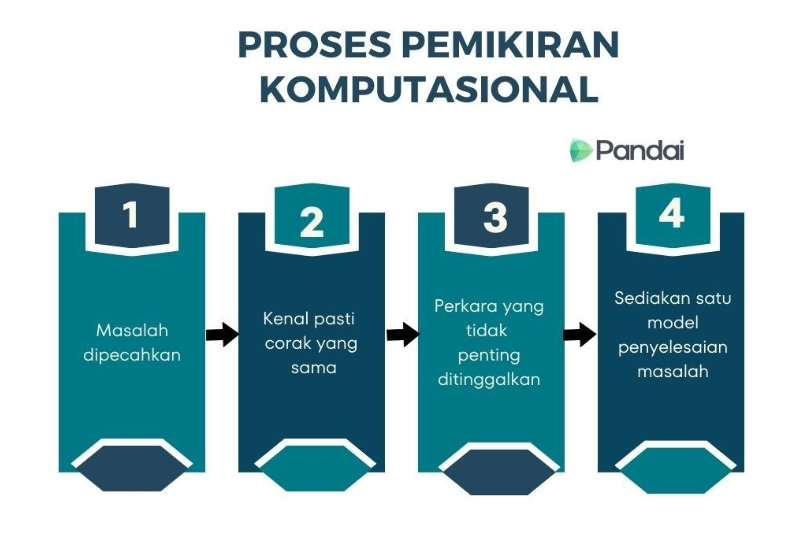 PROSES PEMIKIRAN
KOMPUTASIONAL
Pandai
1
Masalah
dipecahkan
2
Kenal pasti
corak yang
sama
3
Perkara yang
tidak
penting
ditinggalkan
4
Sediakan satu
model
penyelesaian
masalah